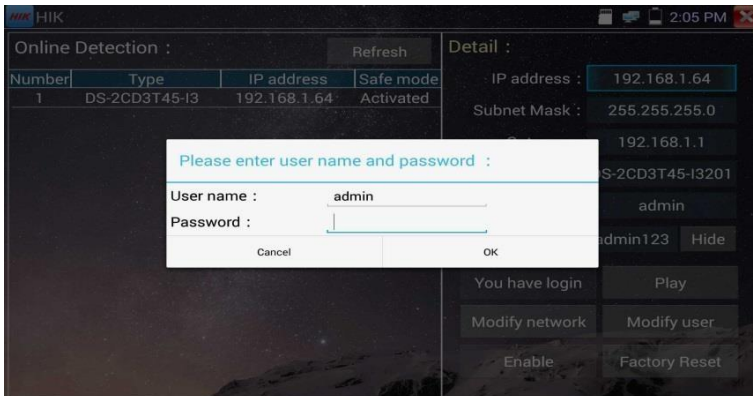 HIK HIK 2:05 PM
Online Detection : Refresh
Number Type IP address Safe mode
1 DS-2CD3T45-I3 192.168.1.64 Activated
Detail :
IP address : 192.168.1.64
Subnet Mask : 255.255.255.0
192.168.1.1
S-2CD3T45-I3201
admin
admin123 Hide
You have login Play
Modify network Modify user
Enable Factory Reset
Please enter user name and password :
User name : admin
Password :
Cancel OK